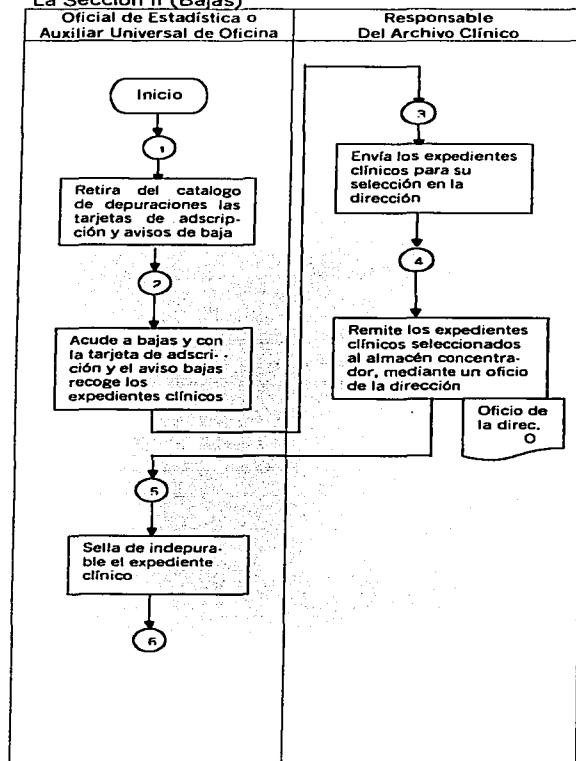 La Sección II (Bajas)
Oficial de Estadística o
Auxiliar Universal de Oficina
Responsable
Del Archivo Clínico
Inicio
1
Retira del catalogo
de depuraciones las
tarjetas de adscrip-
ción y avisos de baja
2
Acude a bajas y con
la tarjeta de adscri-
ción y el aviso bajas
recoge los
expedientes clínicos
3
Envía los expedientes
clínicos para su
selección en la
dirección
4
Remite los expedientes
clínicos seleccionados
al almacén concentra-
dor, mediante un oficio
de la dirección
Oficio de
la direc.
O
5
Sella de indepura-
ble el expediente
clínico
6